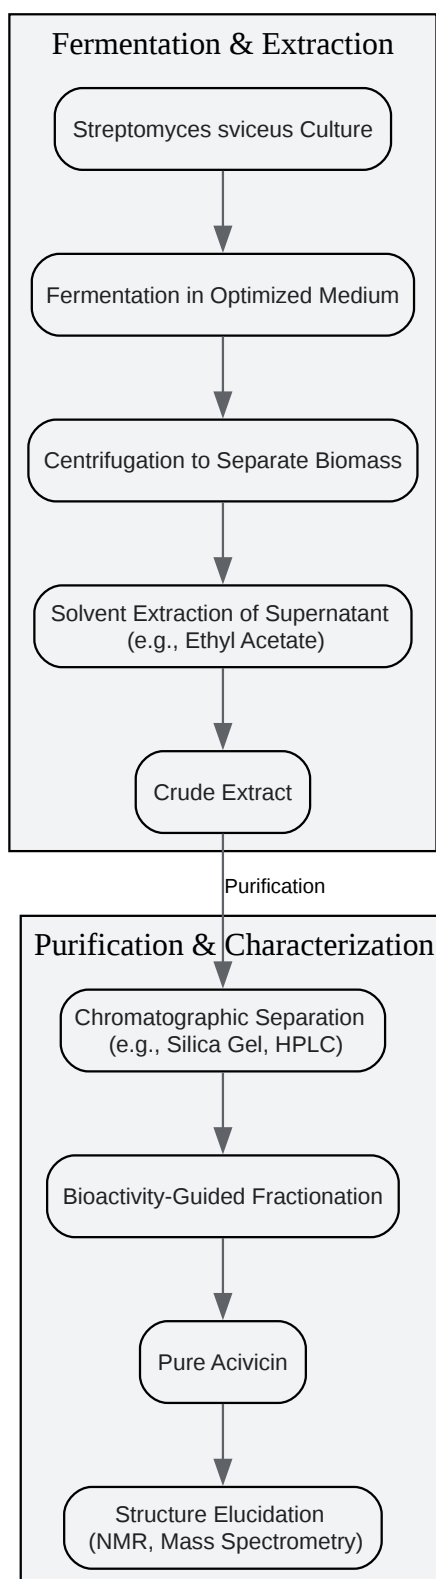 Fermentation & Extraction
Streptomyces sviceus Culture
Fermentation in Optimized Medium
Centrifugation to Separate Biomass
Solvent Extraction of Supernatant
(e.g., Ethyl Acetate)
Crude Extract
Purification
Purification & Characterization
Chromatographic Separation
(e.g., Silica Gel, HPLC)
Bioactivity-Guided Fractionation
Pure Acivicin
Structure Elucidation
(NMR, Mass Spectrometry)